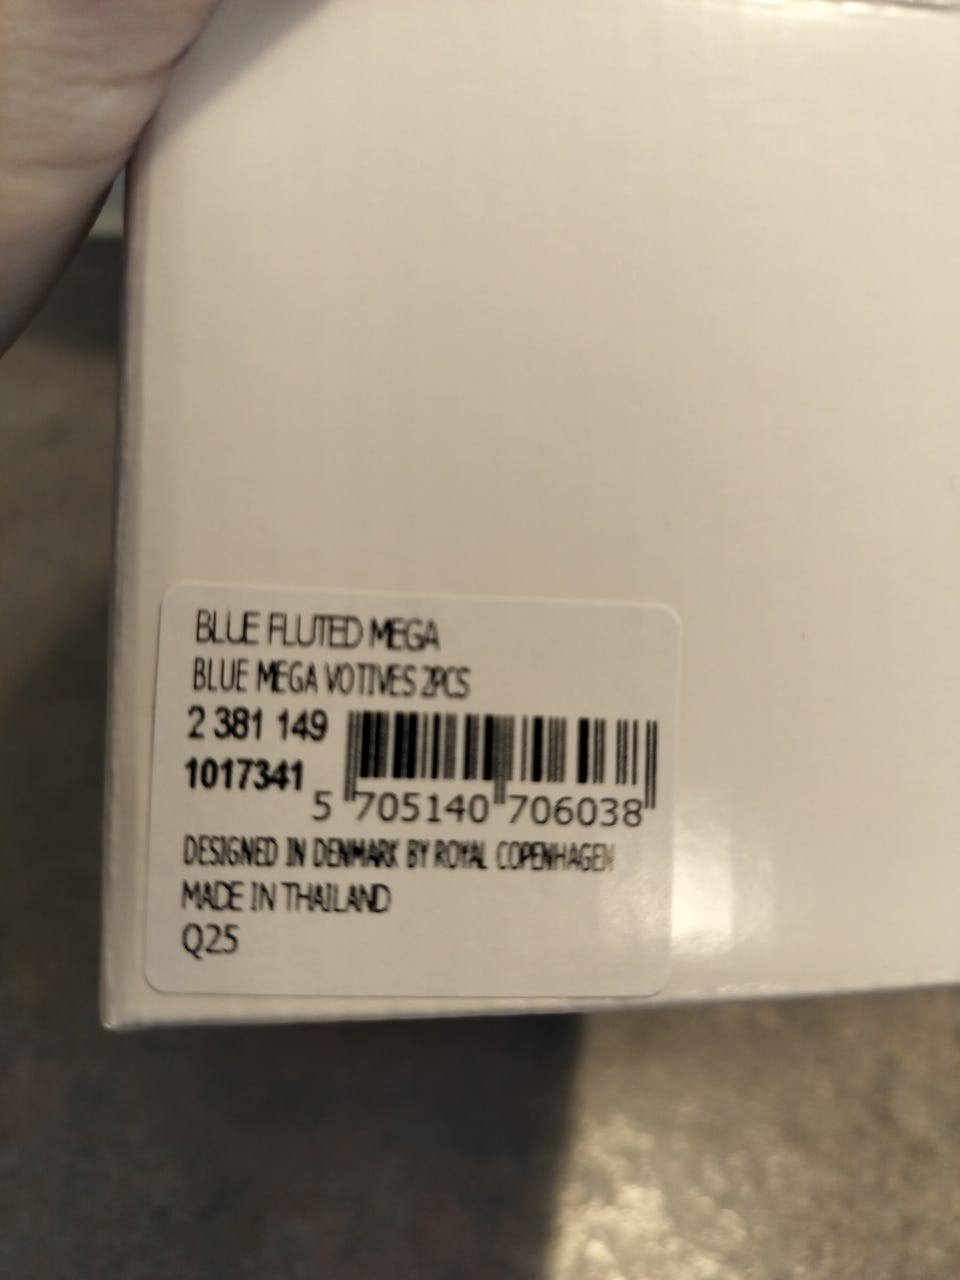 BLUE FLUTED MEGA
BLUE MEGA VOTIVES 2PCS
2 381 149
1017341
5 705140 706038
DESIGNED IN DENMARK BY ROYAL COPENHAGEN
MADE IN THAILAND
Q25